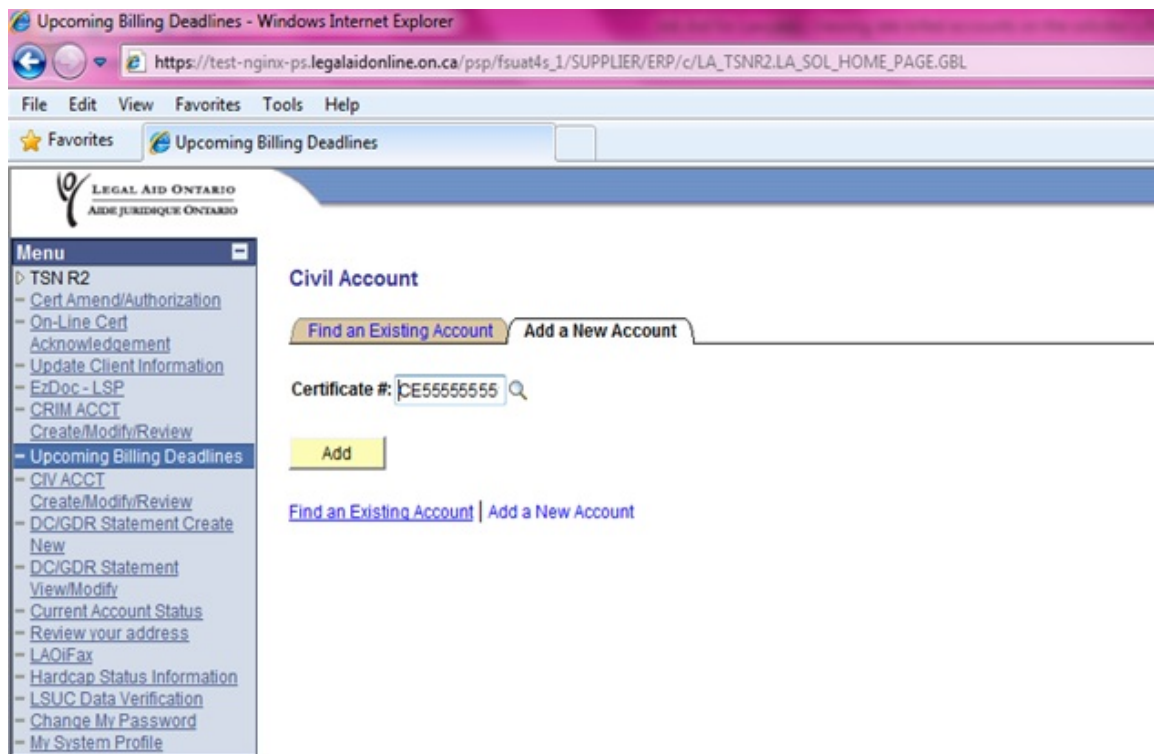 Upcoming Billing Deadlines - Windows Internet Explorer
https://test-nginx-ps.legalaidonline.on.ca/psp/fsuat4s_1/SUPPLIER/ERP/c/LA_TSNR2.LA_SOL_HOME_PAGE.GBL
File Edit View Favorites Tools Help
Favorites Upcoming Billing Deadlines
LEGAL AID ONTARIO
AIDE JURIDIQUE ONTARIO
Menu
TSN R2
Cert Amend/Authorization
On-Line Cert
Acknowledgement
Update Client Information
EzDoc - LSP
CRIM ACCT
Create/Modify/Review
Upcoming Billing Deadlines
CIV ACCT
Create/Modify/Review
DC/GDR Statement Create
New
DC/GDR Statement
View/Modify
Current Account Status
Review your address
LAOiFax
Hardcap Status Information
LSUC Data Verification
Change My Password
My System Profile
Civil Account
Find an Existing Account Add a New Account
Certificate #: CE55555555
Add
Find an Existing Account | Add a New Account